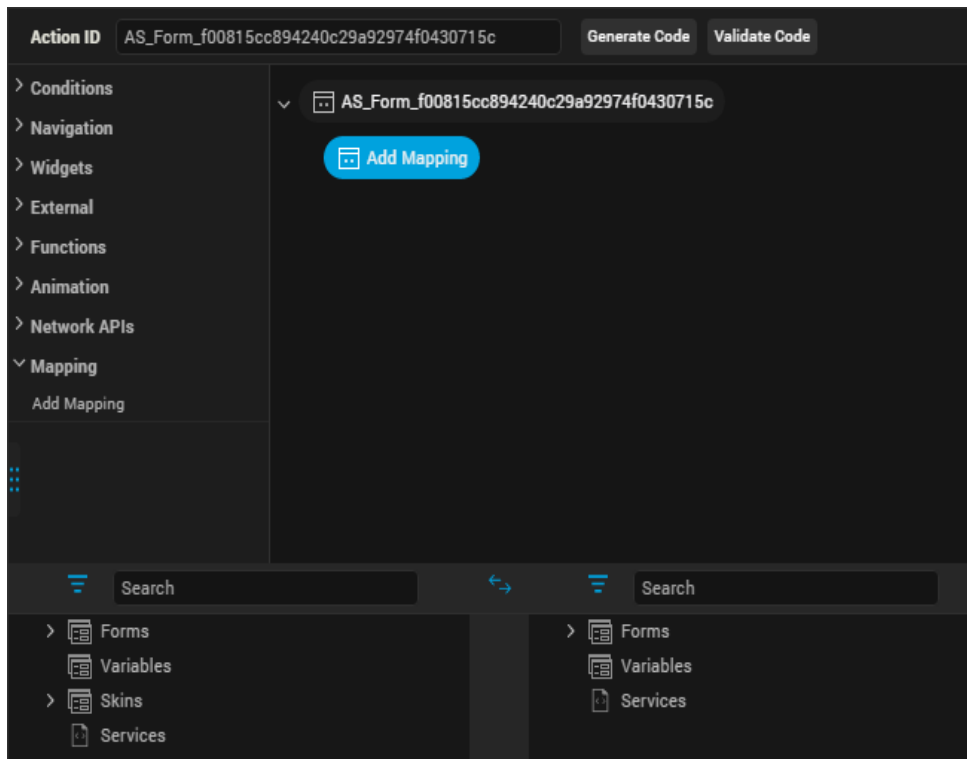 Action ID AS_Form_f00815cc894240c29a92974f0430715c Generate Code Validate Code
Conditions
Navigation
Widgets
External
Functions
Animation
Network APIs
Mapping
Add Mapping
AS_Form_f00815cc894240c29a92974f0430715c
Add Mapping
Search
Forms
Variables
Skins
Services
Search
Forms
Variables
Services